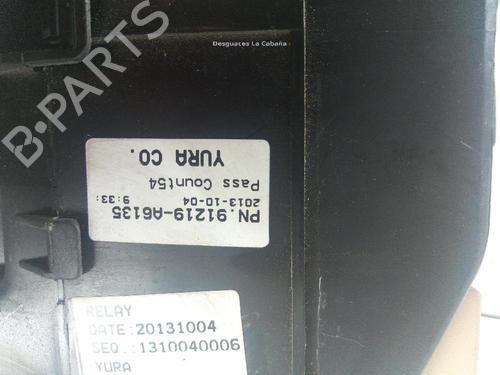 Desguaces La Cabaña
B-PARTS
PN.91219-A6135
2013-10-04
9:33:
Pass Count54
YURA CO.
RELAY
DATE:20131004
SEQ.:1310040006
YURA